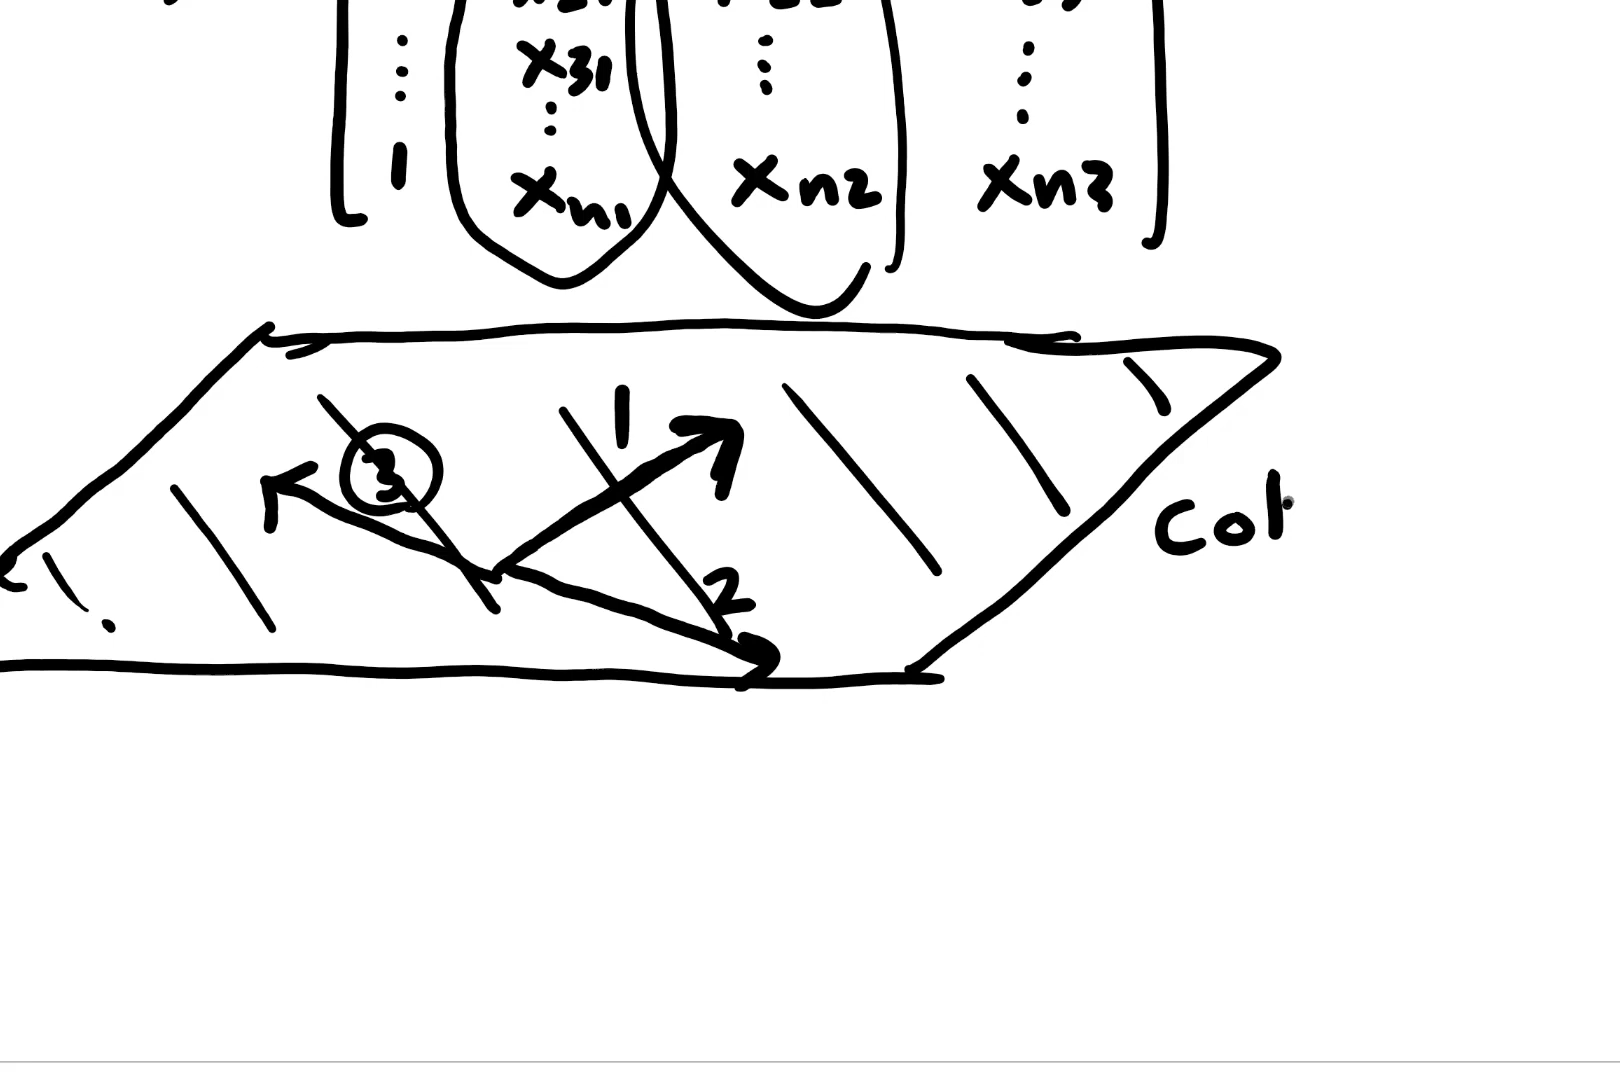 ⋮ x31 ⋮ ⋮
⋮
1 xn1 xn2 xn3
1
3
2
Col